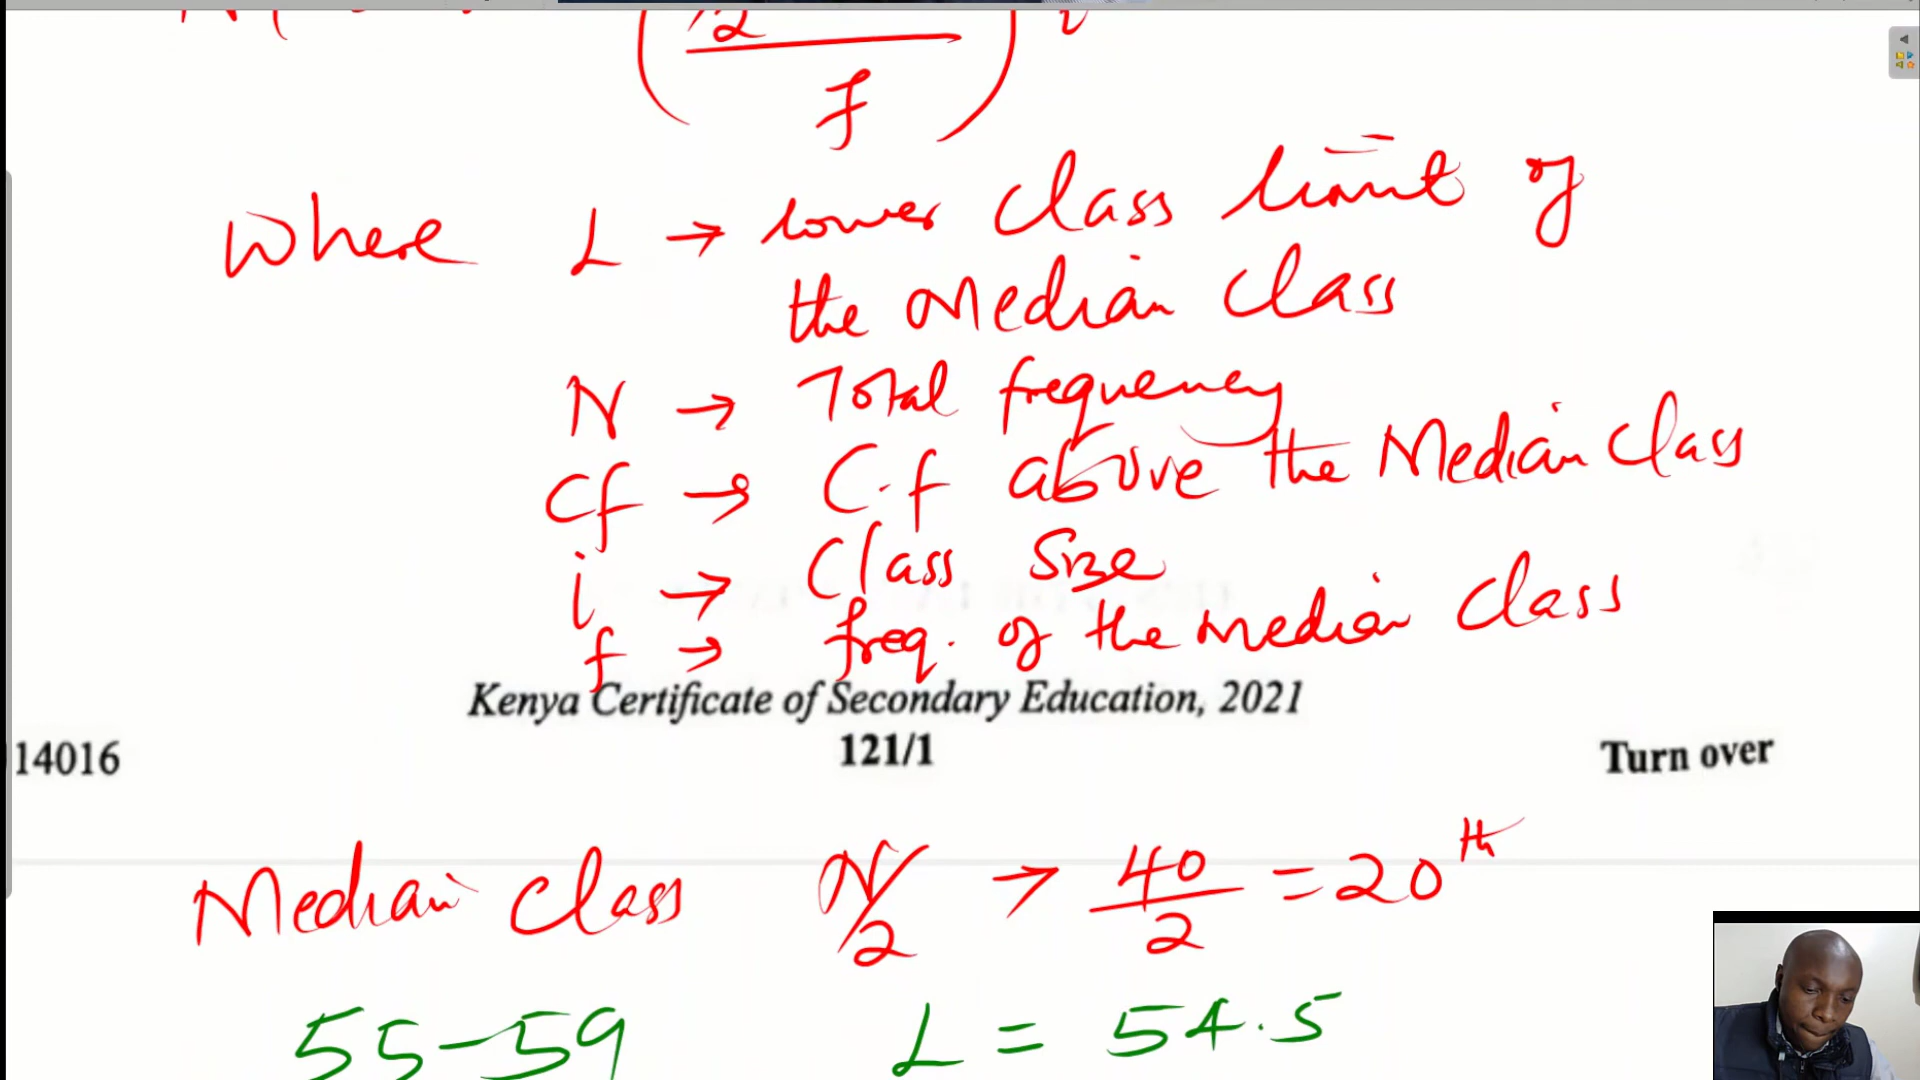 2
f
Where L → lower class limit of
the Median class
N → Total frequency
Cf → C.f above the Median Class
i → Class Size
f → freq. of the Median class
Kenya Certificate of Secondary Education, 2021
14016 121/1 Turn over
Median class N/2 → 40/2 = 20th
55-59 L = 54.5